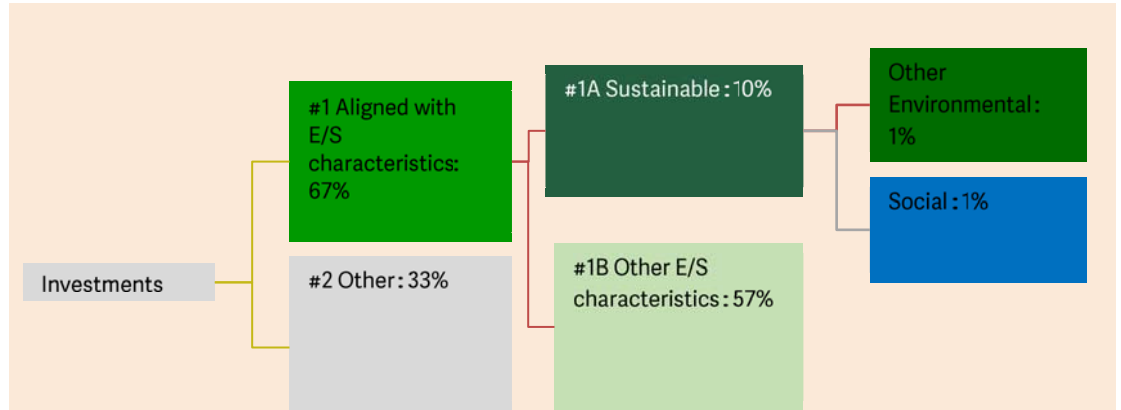 Investments
#1 Aligned with
E/S
characteristics:
67%
#2 Other: 33%
#1A Sustainable: 10%
#1B Other E/S
characteristics: 57%
Other
Environmental:
1%
Social: 1%